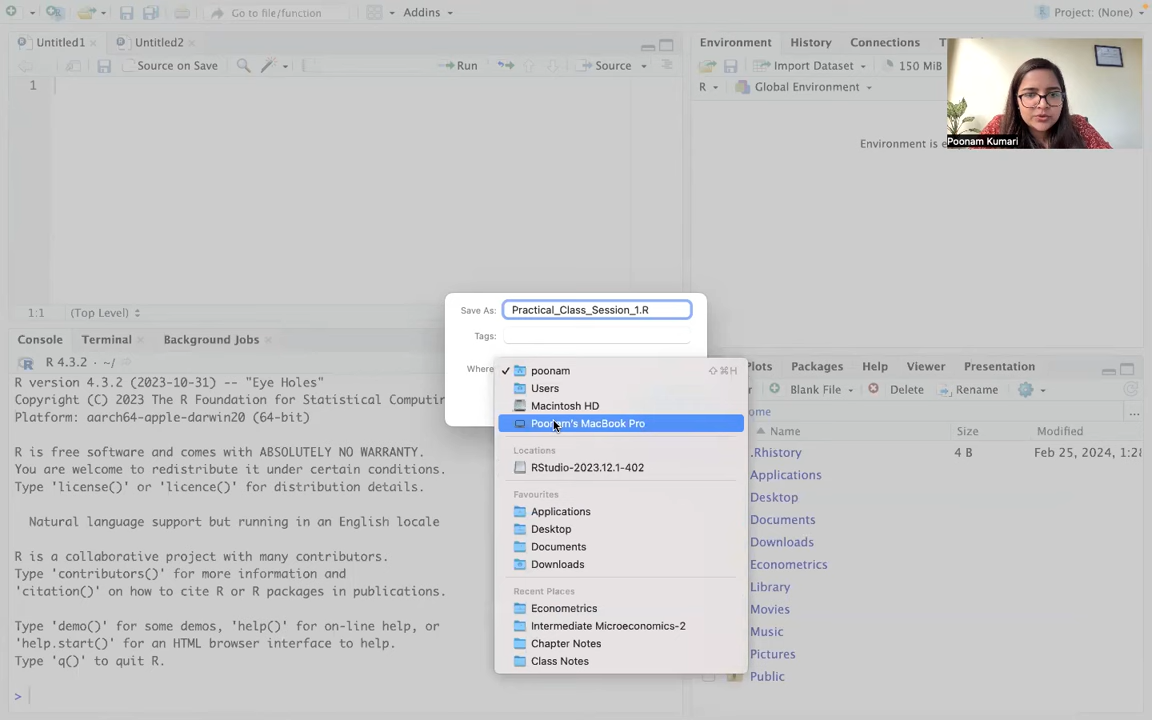 Go to file/function
Addins
Project: (None)
Untitled1
Untitled2
Environment
History
Connections
Source on Save
Run
Source
Import Dataset
150 MiB
1
R
Global Environment
Environment is e
Poonam Kumari
1:1
(Top Level)
Save As:
Practical_Class_Session_1.R
Tags:
Where
poonam
⇧⌘H
Users
Macintosh HD
Poonam's MacBook Pro
Locations
RStudio-2023.12.1-402
Favourites
Applications
Desktop
Documents
Downloads
Recent Places
Econometrics
Intermediate Microeconomics-2
Chapter Notes
Class Notes
Console
Terminal
Background Jobs
R 4.3.2 · ~/
R version 4.3.2 (2023-10-31) -- "Eye Holes"
Copyright (C) 2023 The R Foundation for Statistical Computin
Platform: aarch64-apple-darwin20 (64-bit)
R is free software and comes with ABSOLUTELY NO WARRANTY.
You are welcome to redistribute it under certain conditions.
Type 'license()' or 'licence()' for distribution details.
Natural language support but running in an English locale
R is a collaborative project with many contributors.
Type 'contributors()' for more information and
'citation()' on how to cite R or R packages in publications.
Type 'demo()' for some demos, 'help()' for on-line help, or
'help.start()' for an HTML browser interface to help.
Type 'q()' to quit R.
>
Plots
Packages
Help
Viewer
Presentation
Blank File
Delete
Rename
ome
Name
Size
Modified
.Rhistory
4 B
Feb 25, 2024, 1:28
Applications
Desktop
Documents
Downloads
Econometrics
Library
Movies
Music
Pictures
Public